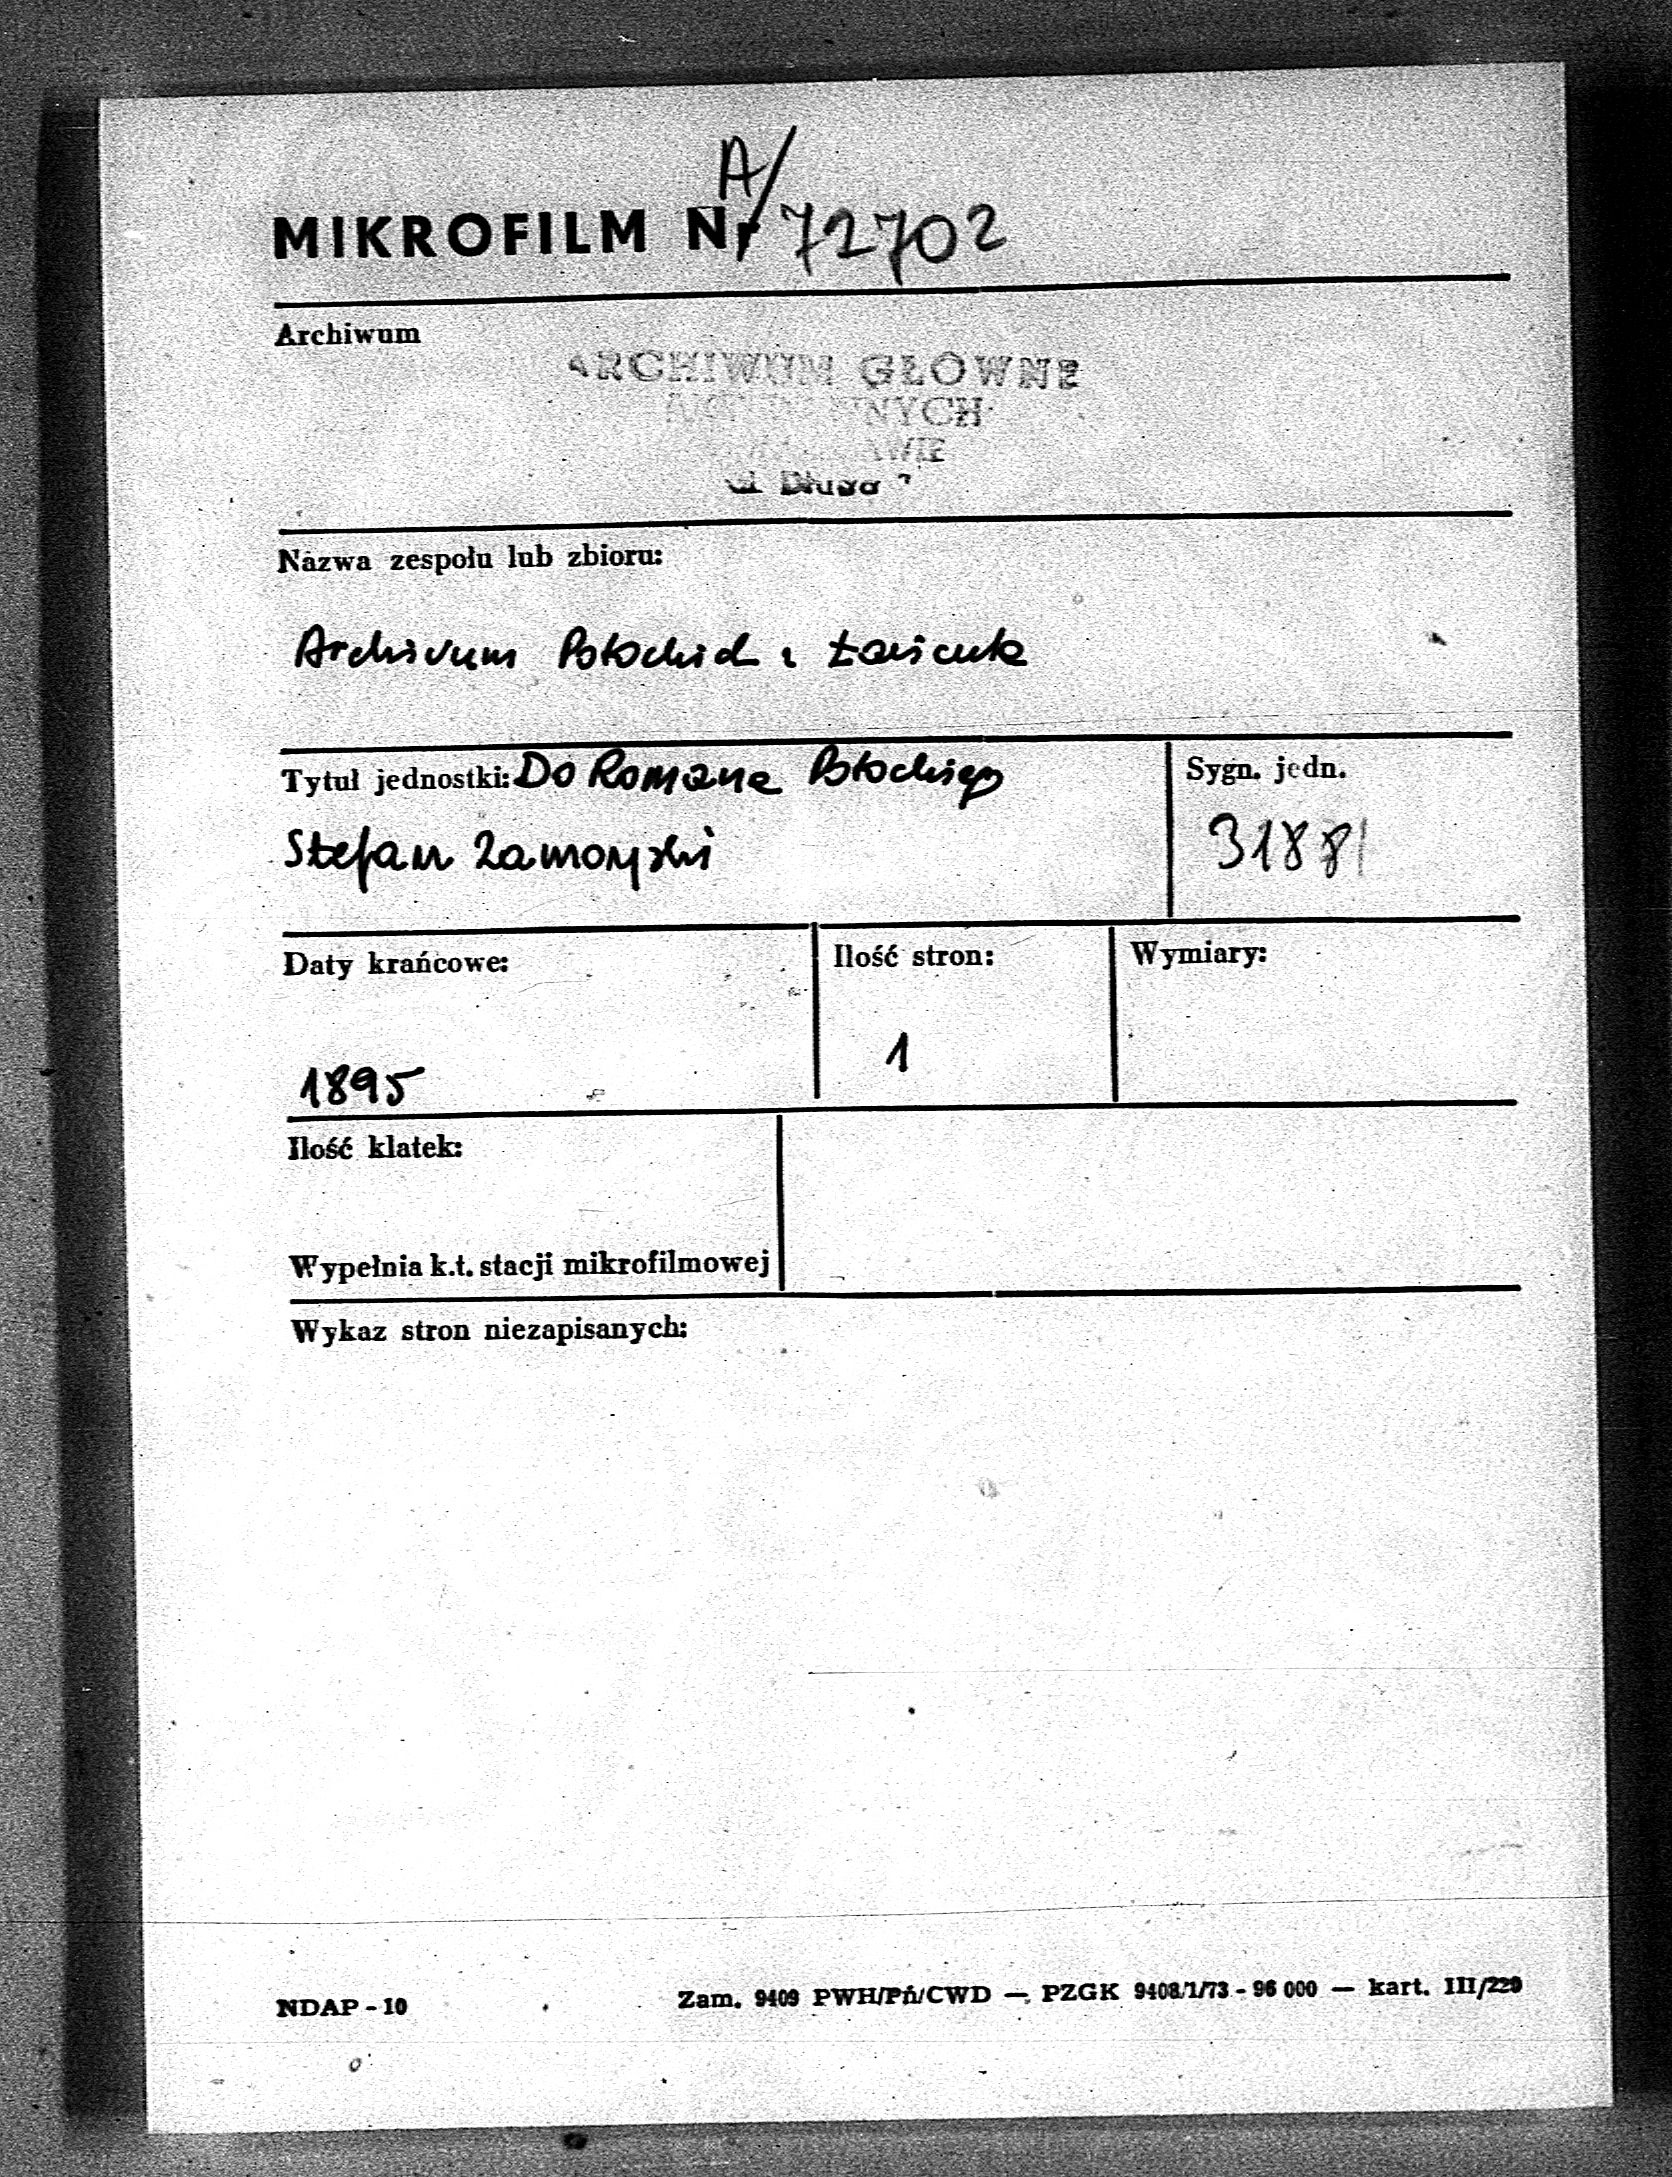 A/
MIKROFILM Nr 72702
Archiwum
ARCHIWUM GŁÓWNE
ul Długa 7
Nazwa zespołu lub zbioru:
Archiwum Potockich z Łańcuta
Tytuł jednostki: Do Romana Potockiego
Sygn. jedn.
Stefan Zamoyski
3188
Daty krańcowe:
Ilość stron:
Wymiary:
1
1895
Ilość klatek:
Wypełnia k.t. stacji mikrofilmowej
Wykaz stron niezapisanych:
NDAP - 10
Zam. 9409 PWH/Pń/CWD — PZGK 9408/1/73 - 96 000 — kart. III/220